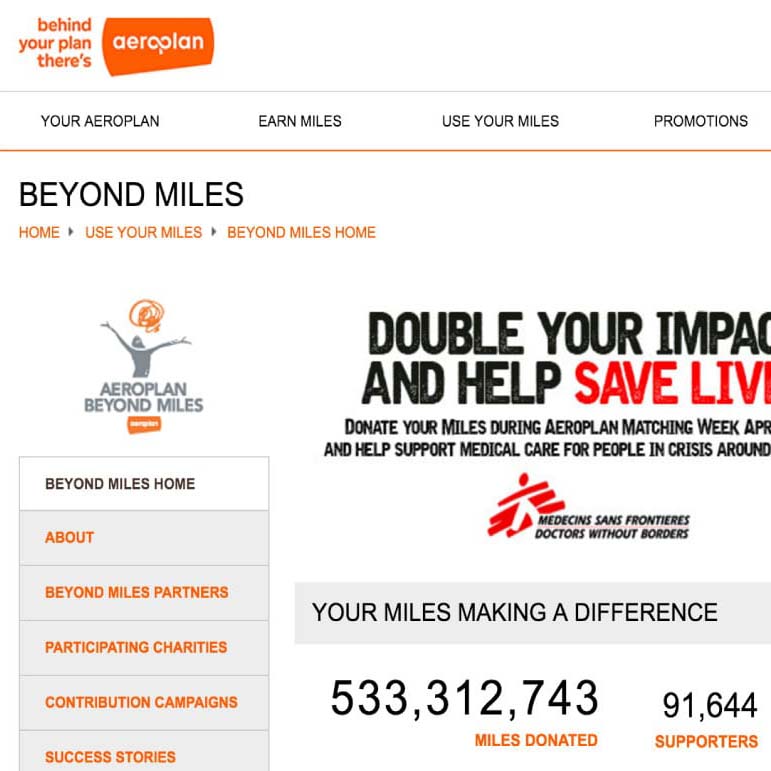 behind
your plan
there's
aeroplan
YOUR AEROPLAN EARN MILES USE YOUR MILES PROMOTIONS
BEYOND MILES
HOME USE YOUR MILES BEYOND MILES HOME
AEROPLAN
BEYOND MILES
aeroplan
DOUBLE YOUR IMPAC
AND HELP SAVE LIV
DONATE YOUR MILES DURING AEROPLAN MATCHING WEEK APR
AND HELP SUPPORT MEDICAL CARE FOR PEOPLE IN CRISIS AROUND
MEDECINS SANS FRONTIERES
DOCTORS WITHOUT BORDERS
BEYOND MILES HOME
ABOUT
BEYOND MILES PARTNERS
PARTICIPATING CHARITIES
CONTRIBUTION CAMPAIGNS
SUCCESS STORIES
YOUR MILES MAKING A DIFFERENCE
533,312,743 91,644
MILES DONATED SUPPORTERS